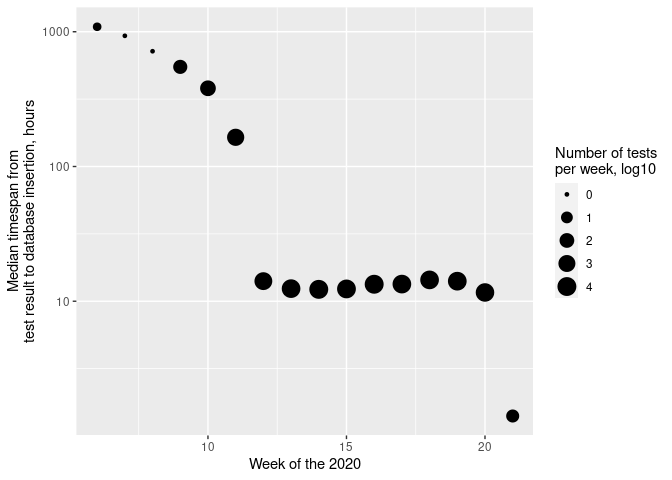 Median timespan from
test result to database insertion, hours
1000
100
10
10
15
20
Week of the 2020
Number of tests
per week, log10
0
1
2
3
4